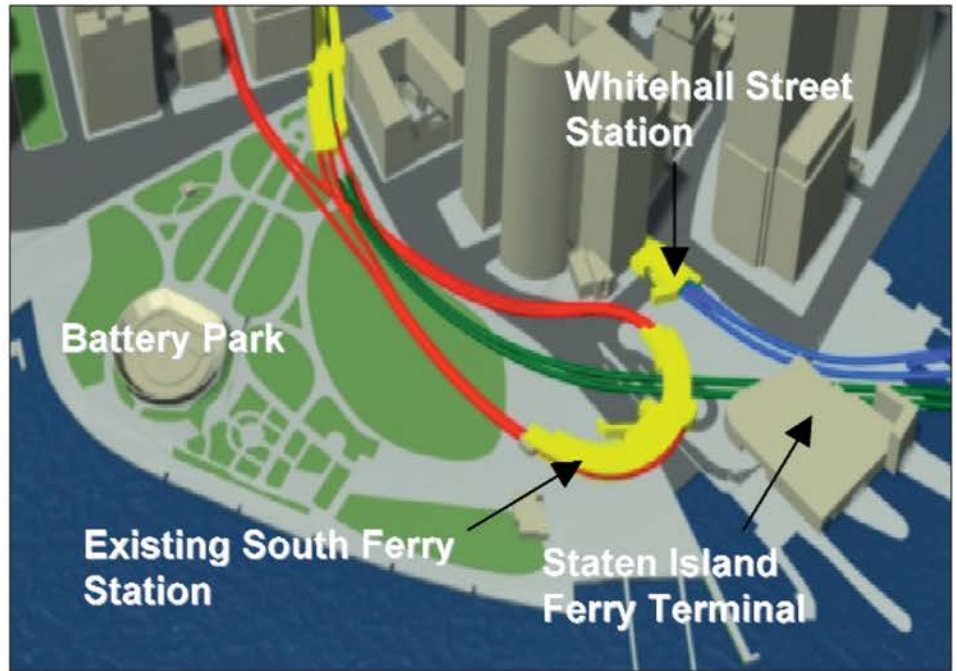 Whitehall Street
Station
Battery Park
Existing South Ferry
Station
Staten Island
Ferry Terminal